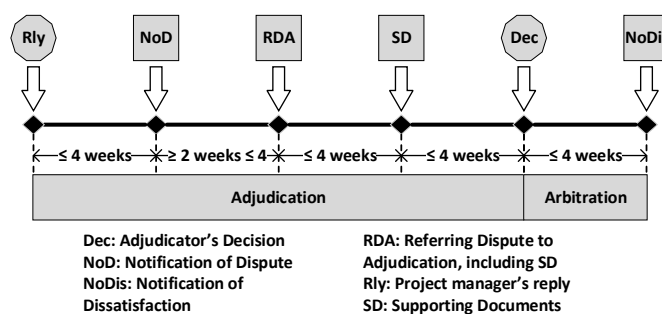 Rly NoD RDA SD Dec NoDis
≤ 4 weeks ≥ 2 weeks ≤ 4 ≤ 4 weeks ≤ 4 weeks ≤ 4 weeks
Adjudication Arbitration
Dec: Adjudicator’s Decision
NoD: Notification of Dispute
NoDis: Notification of
Dissatisfaction
RDA: Referring Dispute to
Adjudication, including SD
Rly: Project manager’s reply
SD: Supporting Documents